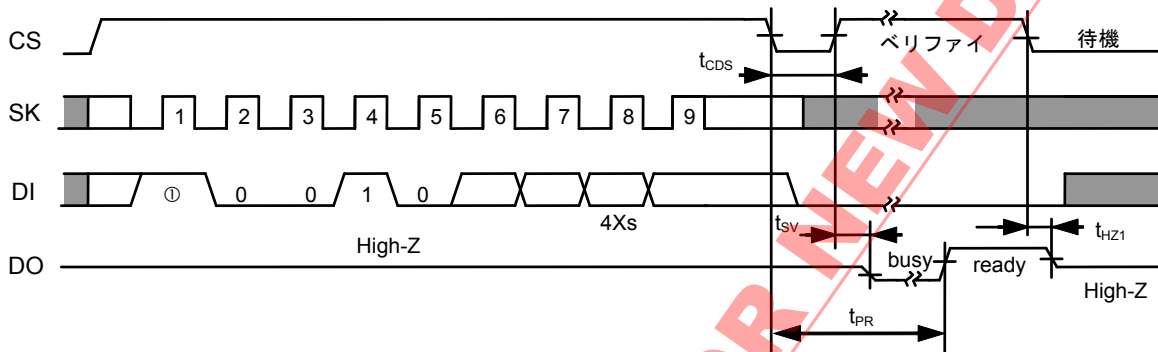 CS
ベリファイ
待機
tCDS
SK
1 2 3 4 5 6 7 8 9
DI
① 0 0 1 0
4Xs
tSV
tHZ1
High-Z
DO
busy
ready
High-Z
tPR
R NEW D